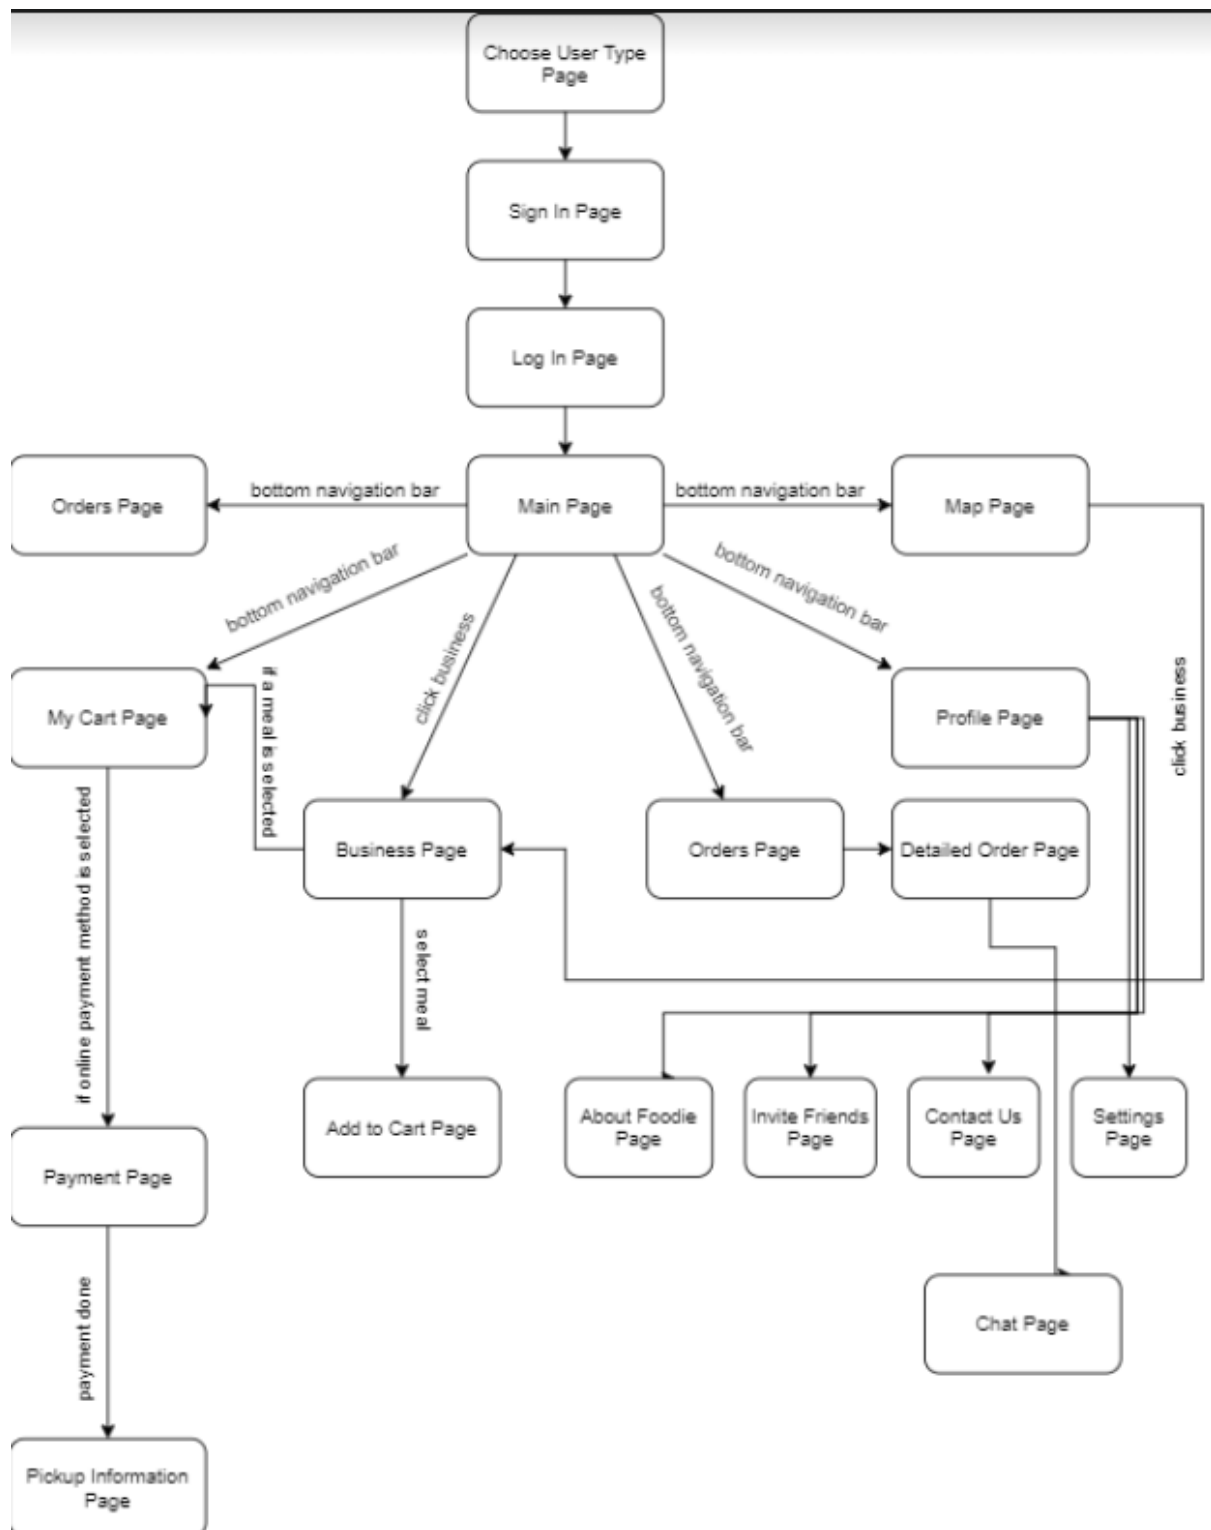 Choose User Type
Page
Sign In Page
Log In Page
Orders Page
bottom navigation bar
Main Page
bottom navigation bar
Map Page
bottom navigation bar
click business
bottom navigation bar
bottom navigation bar
click business
My Cart Page
if a meal is selected
Profile Page
if online payment method is selected
Business Page
Orders Page
Detailed Order Page
select meal
Add to Cart Page
About Foodie
Page
Invite Friends
Page
Contact Us
Page
Settings
Page
Payment Page
payment done
Chat Page
Pickup Information
Page